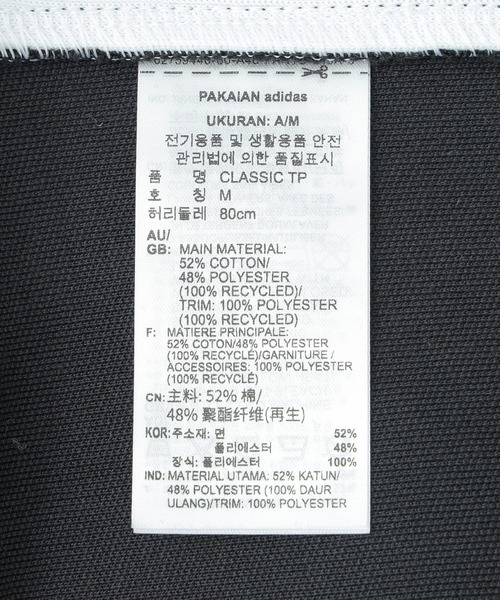 PAKAIAN adidas
UKURAN: A/M
전기용품 및 생활용품 안전
관리법에 의한 품질표시
품 명 CLASSIC TP
호 칭 M
허리둘레 80cm
AU/
GB: MAIN MATERIAL:
52% COTTON/
48% POLYESTER
(100% RECYCLED)/
TRIM: 100% POLYESTER
(100% RECYCLED)
F: MATIERE PRINCIPALE:
52% COTON/48% POLYESTER
(100% RECYCLÉ)/GARNITURE /
ACCESSOIRES: 100% POLYESTER
(100% RECYCLÉ)
CN: 主料: 52% 棉/
48% 聚酯纤维(再生)
KOR: 주소재: 면 52%
폴리에스터 48%
장식: 폴리에스터 100%
IND: MATERIAL UTAMA: 52% KATUN/
48% POLYESTER (100% DAUR
ULANG)/TRIM: 100% POLYESTER